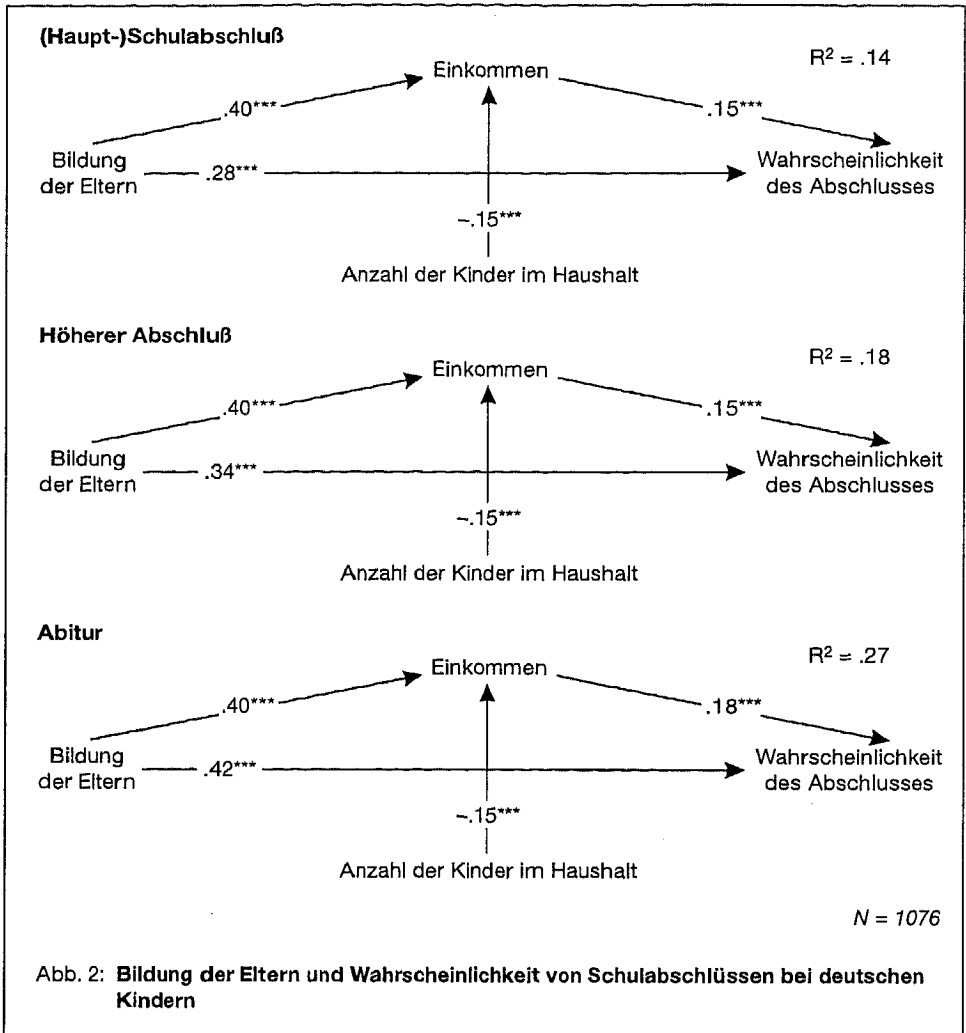 (Haupt-)Schulabschluß
R² = .14
Einkommen
.40***
.15***
Bildung
der Eltern
.28***
Wahrscheinlichkeit
des Abschlusses
–.15***
Anzahl der Kinder im Haushalt
Höherer Abschluß
R² = .18
Einkommen
.40***
.15***
Bildung
der Eltern
.34***
Wahrscheinlichkeit
des Abschlusses
–.15***
Anzahl der Kinder im Haushalt
Abitur
R² = .27
Einkommen
.40***
.18***
Bildung
der Eltern
.42***
Wahrscheinlichkeit
des Abschlusses
–.15***
Anzahl der Kinder im Haushalt
N = 1076
Abb. 2: Bildung der Eltern und Wahrscheinlichkeit von Schulabschlüssen bei deutschen
Kindern